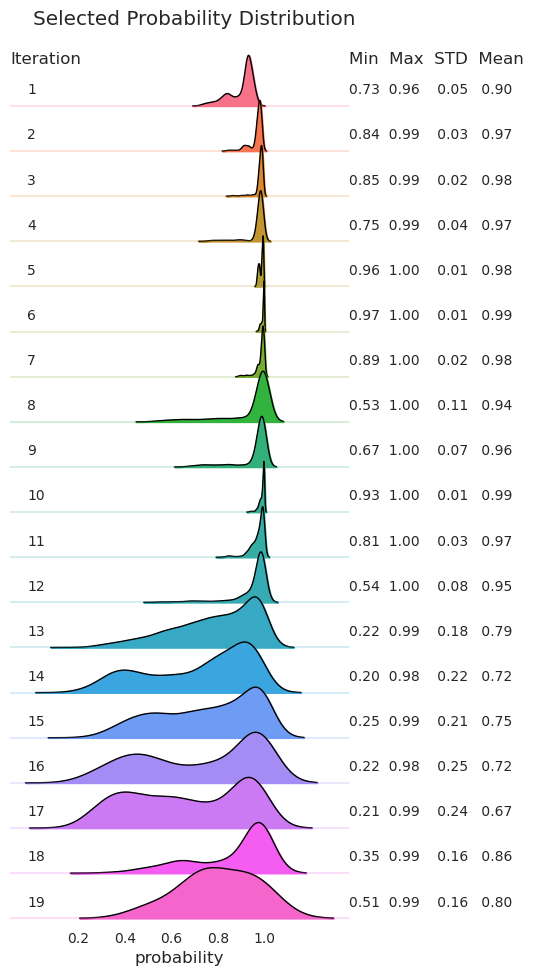 Selected Probability Distribution
Iteration Min Max STD Mean
1 0.73 0.96 0.05 0.90
2 0.84 0.99 0.03 0.97
3 0.85 0.99 0.02 0.98
4 0.75 0.99 0.04 0.97
5 0.96 1.00 0.01 0.98
6 0.97 1.00 0.01 0.99
7 0.89 1.00 0.02 0.98
8 0.53 1.00 0.11 0.94
9 0.67 1.00 0.07 0.96
10 0.93 1.00 0.01 0.99
11 0.81 1.00 0.03 0.97
12 0.54 1.00 0.08 0.95
13 0.22 0.99 0.18 0.79
14 0.20 0.98 0.22 0.72
15 0.25 0.99 0.21 0.75
16 0.22 0.98 0.25 0.72
17 0.21 0.99 0.24 0.67
18 0.35 0.99 0.16 0.86
19 0.51 0.99 0.16 0.80
0.2 0.4 0.6 0.8 1.0
probability